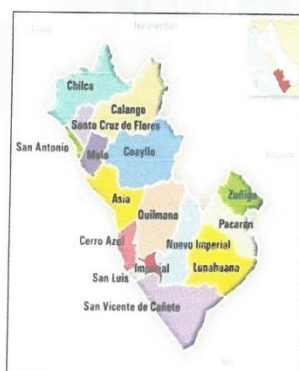 Chilca
Calango
Santa Cruz de Flores
San Antonio
Mala
Coayllo
Asia
Zuñiga
Quilmana
Pacarán
Cerro Azul
Nuevo Imperial
Imperial
Lunahuana
San Luis
San Vicente de Cañete